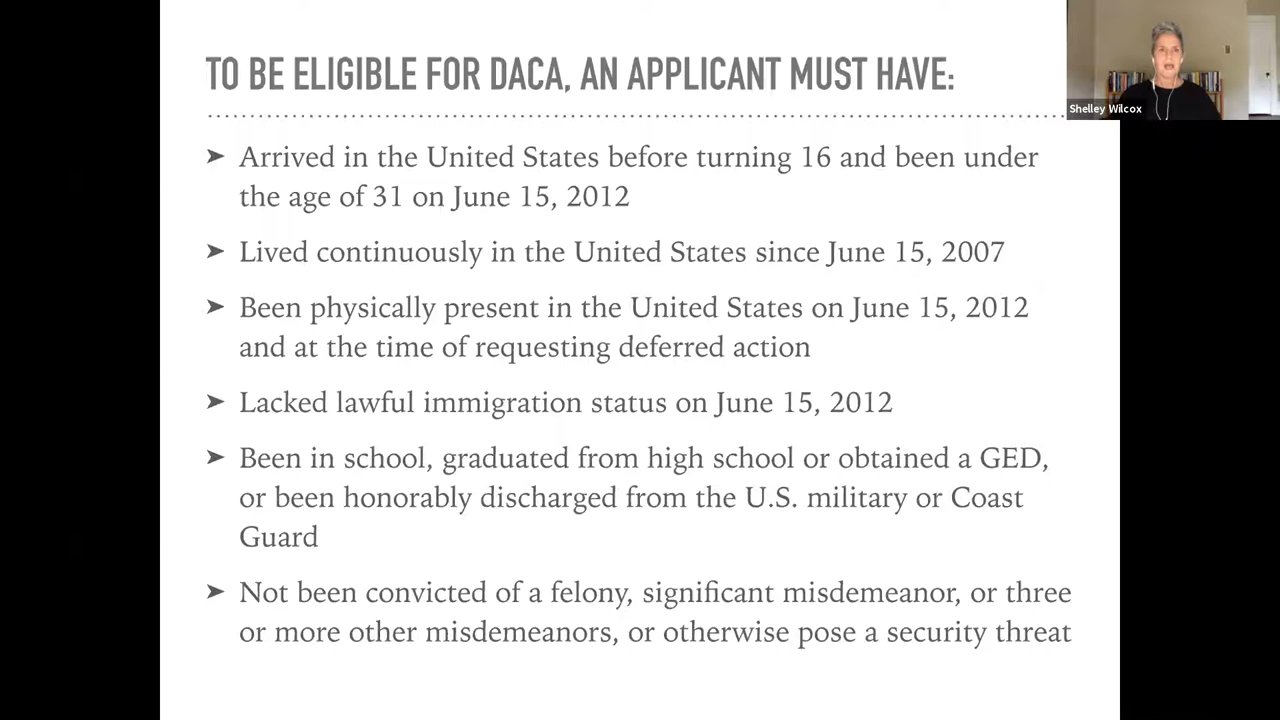 TO BE ELIGIBLE FOR DACA, AN APPLICANT MUST HAVE:
Shelley Wilcox
➤ Arrived in the United States before turning 16 and been under
the age of 31 on June 15, 2012
➤ Lived continuously in the United States since June 15, 2007
➤ Been physically present in the United States on June 15, 2012
and at the time of requesting deferred action
➤ Lacked lawful immigration status on June 15, 2012
➤ Been in school, graduated from high school or obtained a GED,
or been honorably discharged from the U.S. military or Coast
Guard
➤ Not been convicted of a felony, significant misdemeanor, or three
or more other misdemeanors, or otherwise pose a security threat